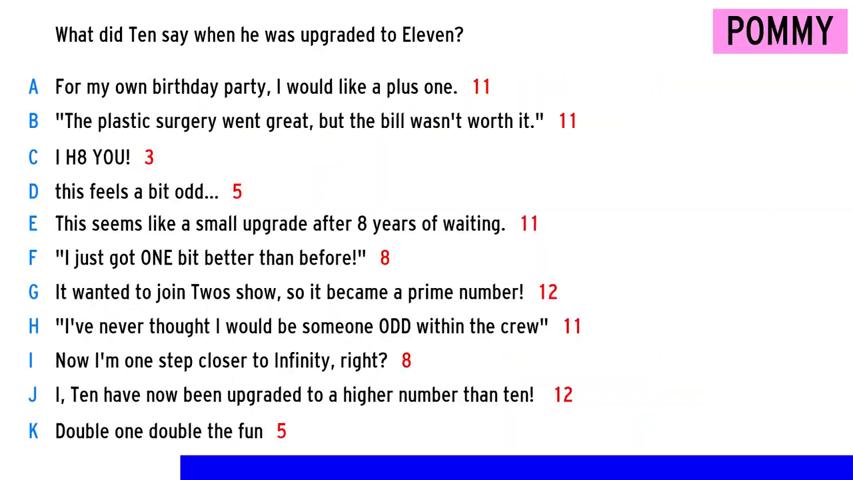 What did Ten say when he was upgraded to Eleven?
POMMY
A For my own birthday party, I would like a plus one. 11
B "The plastic surgery went great, but the bill wasn't worth it." 11
C I H8 YOU! 3
D this feels a bit odd... 5
E This seems like a small upgrade after 8 years of waiting. 11
F "I just got ONE bit better than before!" 8
G It wanted to join Twos show, so it became a prime number! 12
H "I've never thought I would be someone ODD within the crew" 11
I Now I'm one step closer to Infinity, right? 8
J I, Ten have now been upgraded to a higher number than ten! 12
K Double one double the fun 5